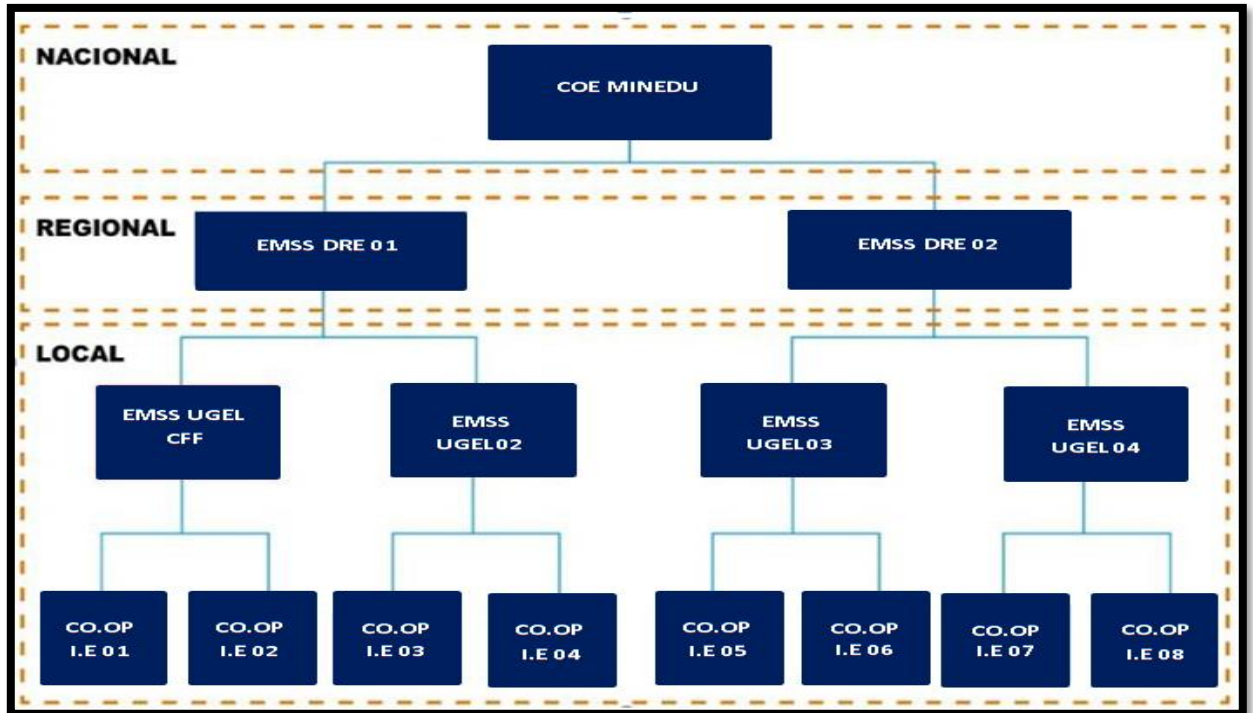 NACIONAL
COE MINEDU
REGIONAL
EMSS DRE 01
EMSS DRE 02
LOCAL
EMSS UGEL
CFF
EMSS
UGEL02
EMSS
UGEL03
EMSS
UGEL04
CO.OP
I.E 01
CO.OP
I.E 02
CO.OP
I.E 03
CO.OP
I.E 04
CO.OP
I.E 05
CO.OP
I.E 06
CO.OP
I.E 07
CO.OP
I.E 08